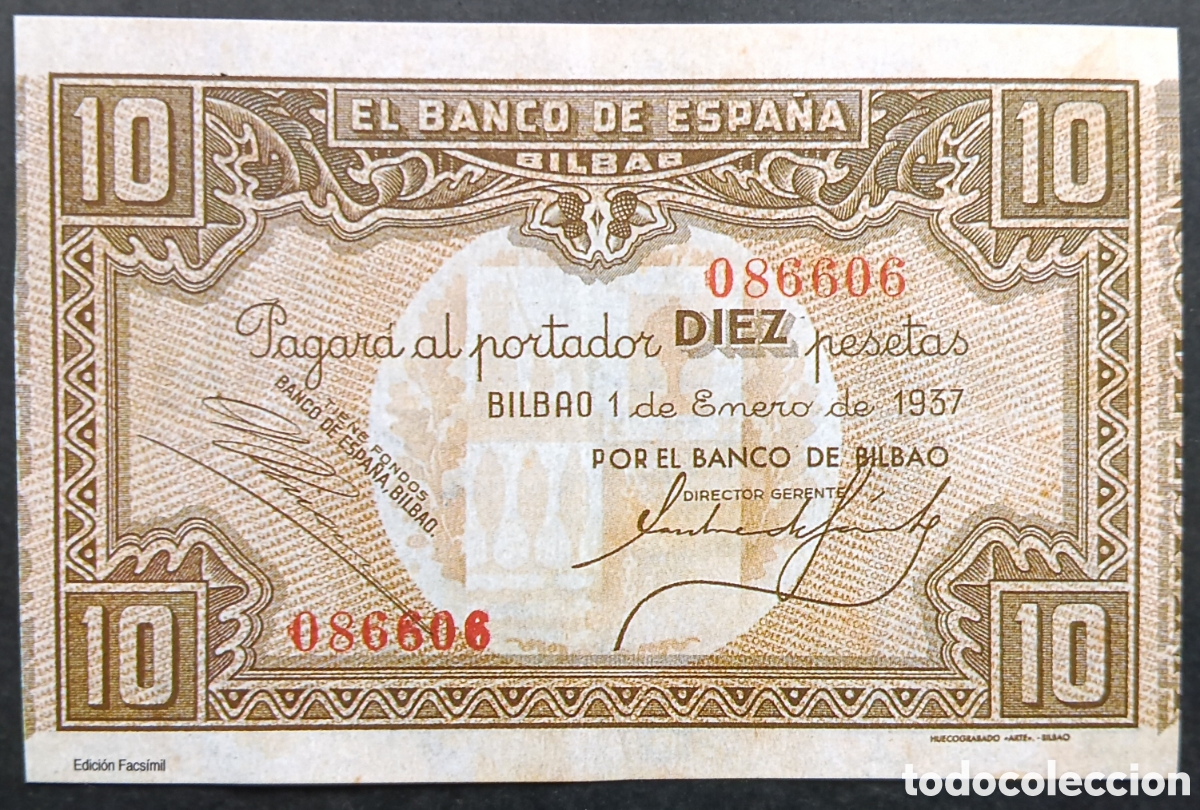 10 EL BANCO DE ESPAÑA 10
BILBAO
086606
Pagará al portador DIEZ pesetas
BILBAO 1 de Enero de 1937
TIENE FONDOS
BANCO DE ESPAÑA, BILBAO.
POR EL BANCO DE BILBAO
DIRECTOR GERENTE
086606
10 10
HUECOGRABADO «ARTE». - BILBAO
Edición Facsímil
todocoleccion